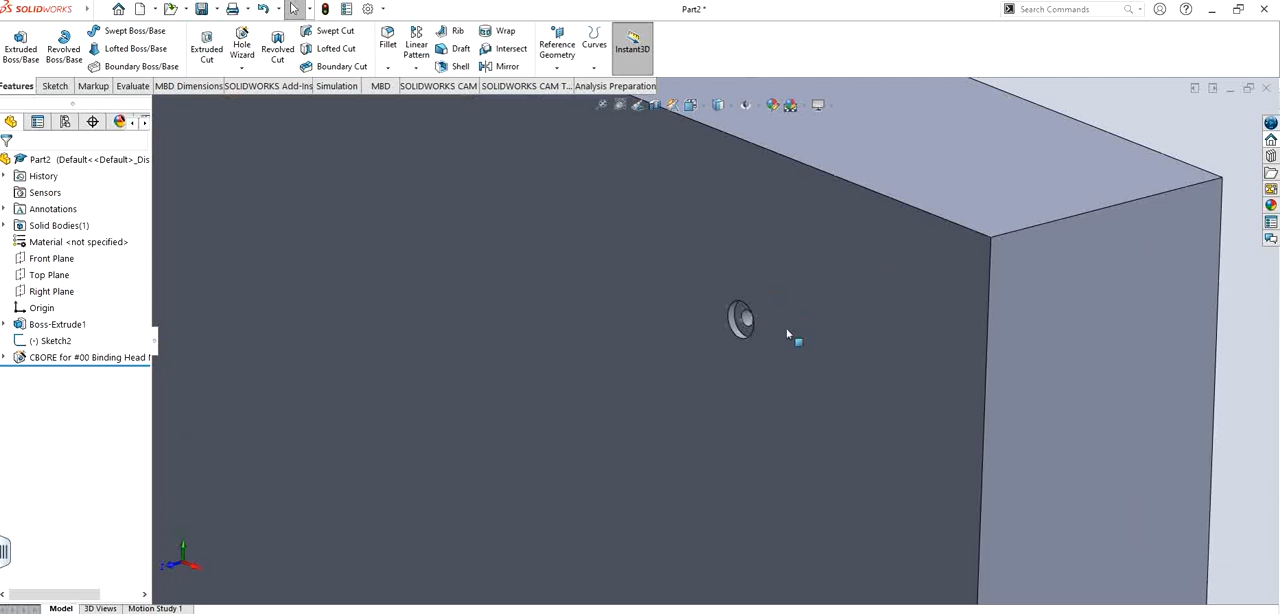 SOLIDWORKS
Part2 *
Search Commands
Extruded Boss/Base
Revolved Boss/Base
Swept Boss/Base
Lofted Boss/Base
Boundary Boss/Base
Extruded Cut
Hole Wizard
Revolved Cut
Swept Cut
Lofted Cut
Boundary Cut
Fillet
Linear Pattern
Rib
Draft
Shell
Wrap
Intersect
Mirror
Reference Geometry
Curves
Instant3D
Features
Sketch
Markup
Evaluate
MBD Dimensions
SOLIDWORKS Add-Ins
Simulation
MBD
SOLIDWORKS CAM
SOLIDWORKS CAM T...
Analysis Preparation
Part2 (Default<<Default>_Dis
History
Sensors
Annotations
Solid Bodies(1)
Material <not specified>
Front Plane
Top Plane
Right Plane
Origin
Boss-Extrude1
(-) Sketch2
CBORE for #00 Binding Head
Model
3D Views
Motion Study 1